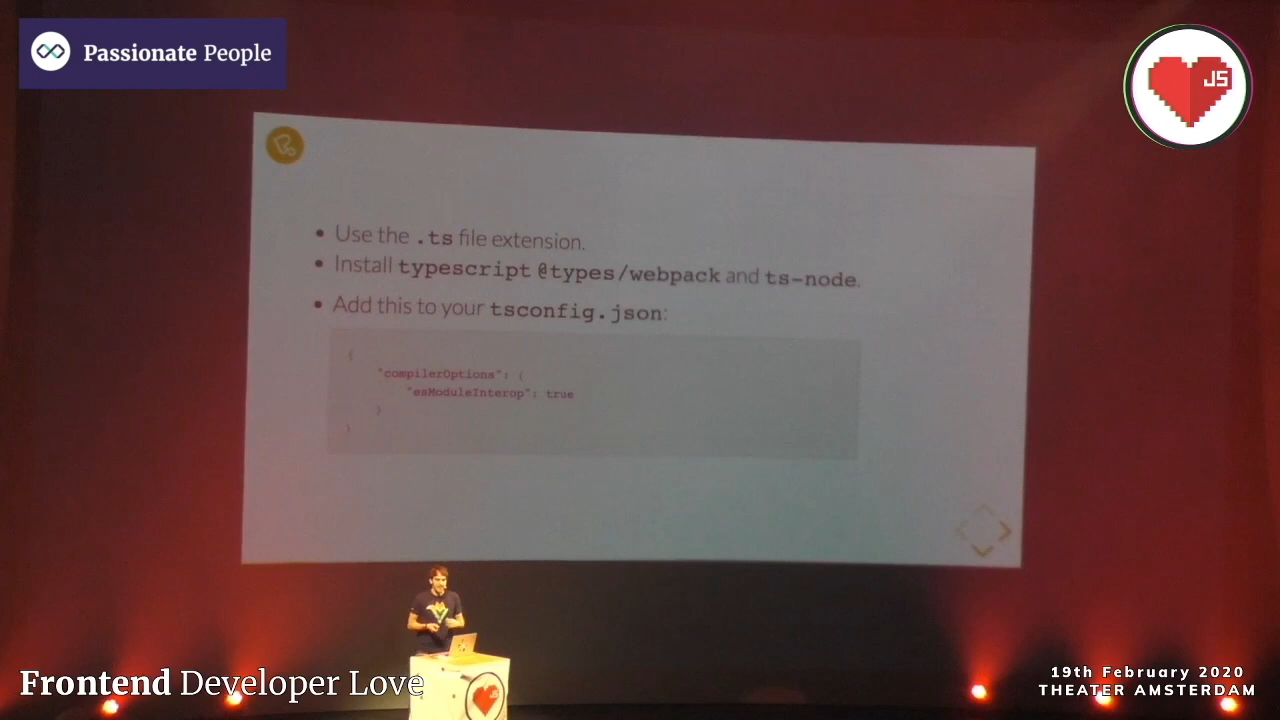 Passionate People
JS
Use the .ts file extension.
Install typescript @types/webpack and ts-node.
Add this to your tsconfig.json:
{
"compilerOptions": {
"esModuleInterop": true
}
}
Frontend Developer Love
19th February 2020
THEATER AMSTERDAM
JS